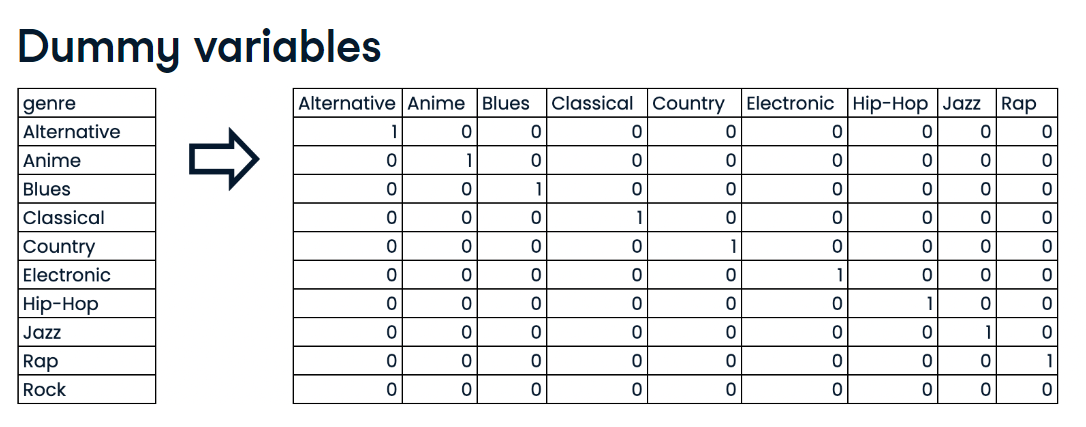 Dummy variables
genre
Alternative
Anime
Blues
Classical
Country
Electronic
Hip-Hop
Jazz
Rap
Rock
Alternative Anime Blues Classical Country Electronic Hip-Hop Jazz Rap
1 0 0 0 0 0 0 0 0
0 1 0 0 0 0 0 0 0
0 0 1 0 0 0 0 0 0
0 0 0 1 0 0 0 0 0
0 0 0 0 1 0 0 0 0
0 0 0 0 0 1 0 0 0
0 0 0 0 0 0 1 0 0
0 0 0 0 0 0 0 1 0
0 0 0 0 0 0 0 0 1
0 0 0 0 0 0 0 0 0